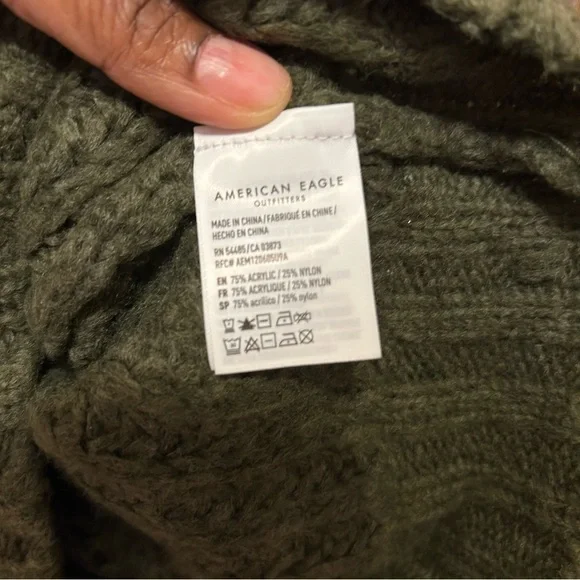 AMERICAN EAGLE
OUTFITTERS
MADE IN CHINA/FABRIQUÉ EN CHINE/
HECHO EN CHINA
RN 54485/CA 03873
RFC# AEM120685U9A
EN 75% ACRYLIC / 25% NYLON
FR 75% ACRYLIQUE / 25% NYLON
SP 75% acrílico / 25% nylon